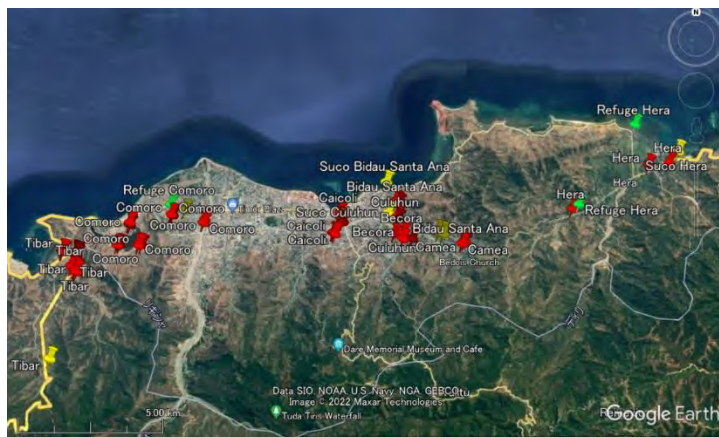 N
Refuge Hera
Hera
Hera
Suco Hera
Hera
Suco Bidau Santa Ana
Refuge Comoro
Bidau Santa Ana
Hera
Comoro
Caicoli
Culuhun
Refuge Hera
Comoro
Suco Culuhun
Becora
Comoro
Comoro
Caicoli
Bidau Santa Ana
Tibar
Comoro
Caicoli
Becora
Tibar
Comoro
Culuhun
Camea
Camea
Tibar
Tibar
Comoro
Tibar
Dare Memorial Museum and Cafe
Tibar
Data SIO, NOAA, U.S. Navy, NGA, GEBCO
Image © 2022 Maxar Technologies
5.00 km
Tuda Tiris Waterfall
Google Earth